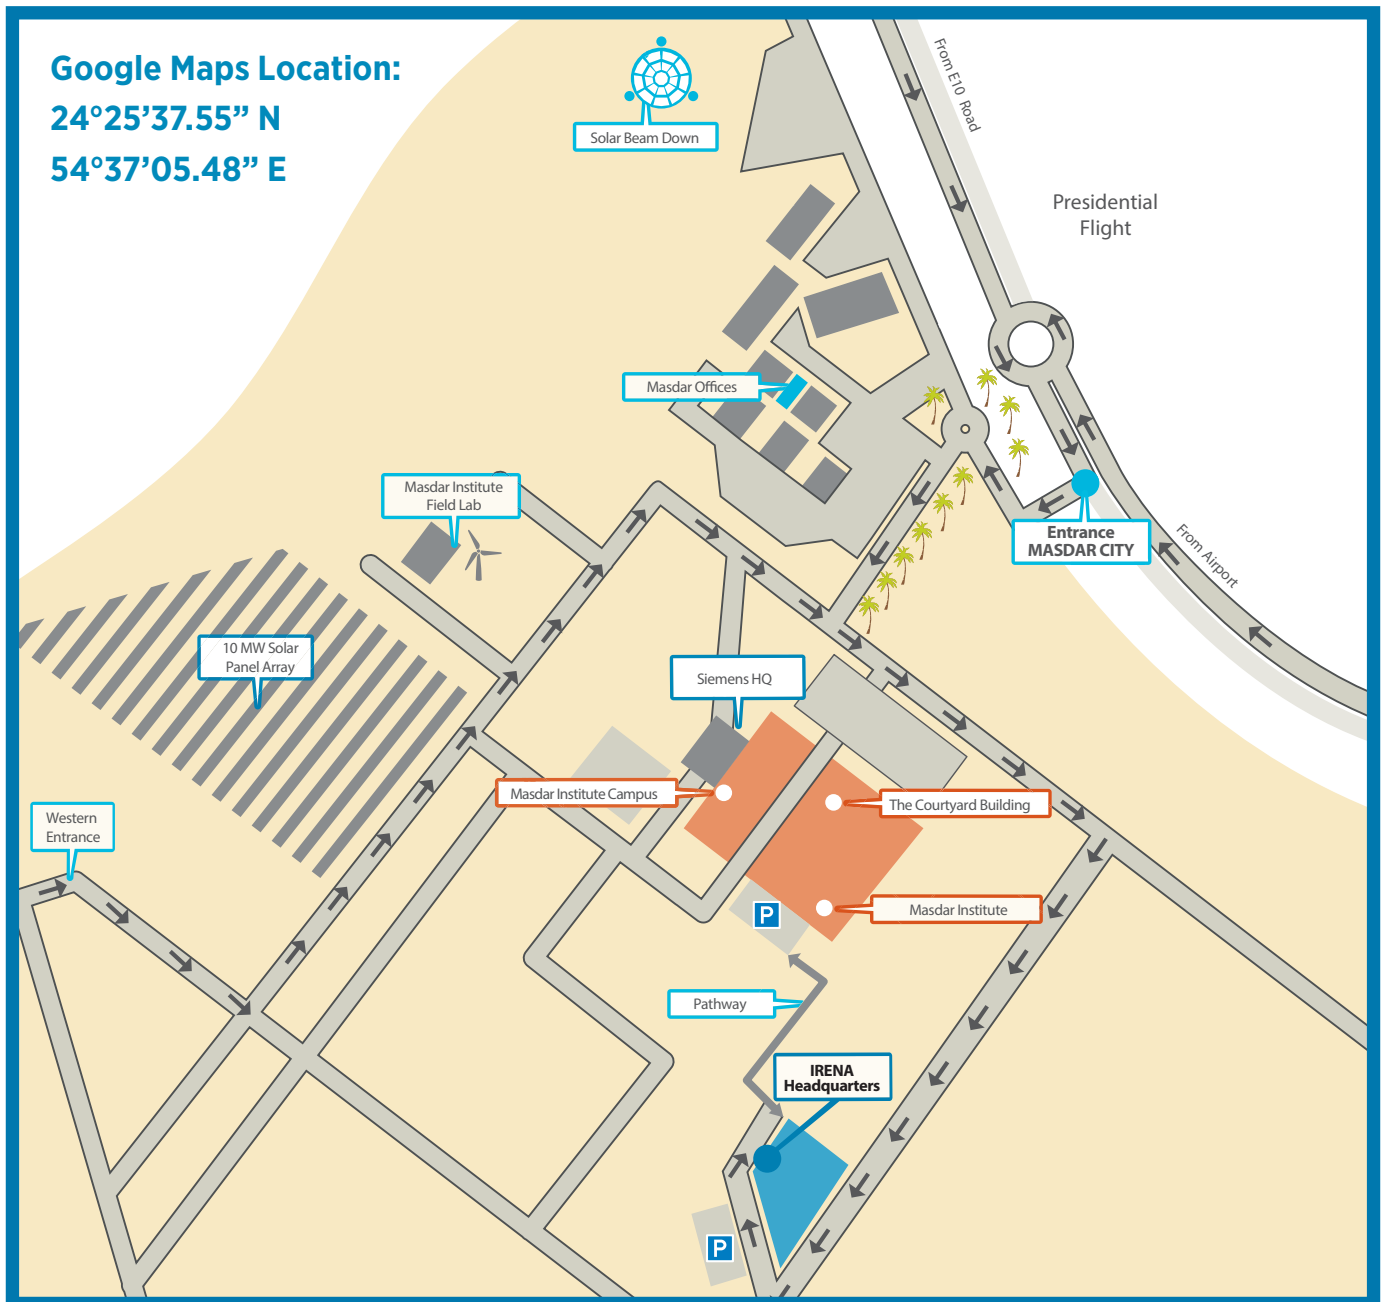 Google Maps Location:
24°25’37.55” N
54°37’05.48” E
Solar Beam Down
From E10 Road
Presidential
Flight
Masdar Offices
Masdar Institute
Field Lab
Entrance
MASDAR CITY
From Airport
10 MW Solar
Panel Array
Siemens HQ
Masdar Institute Campus
The Courtyard Building
Western
Entrance
Masdar Institute
P
Pathway
IRENA
Headquarters
P